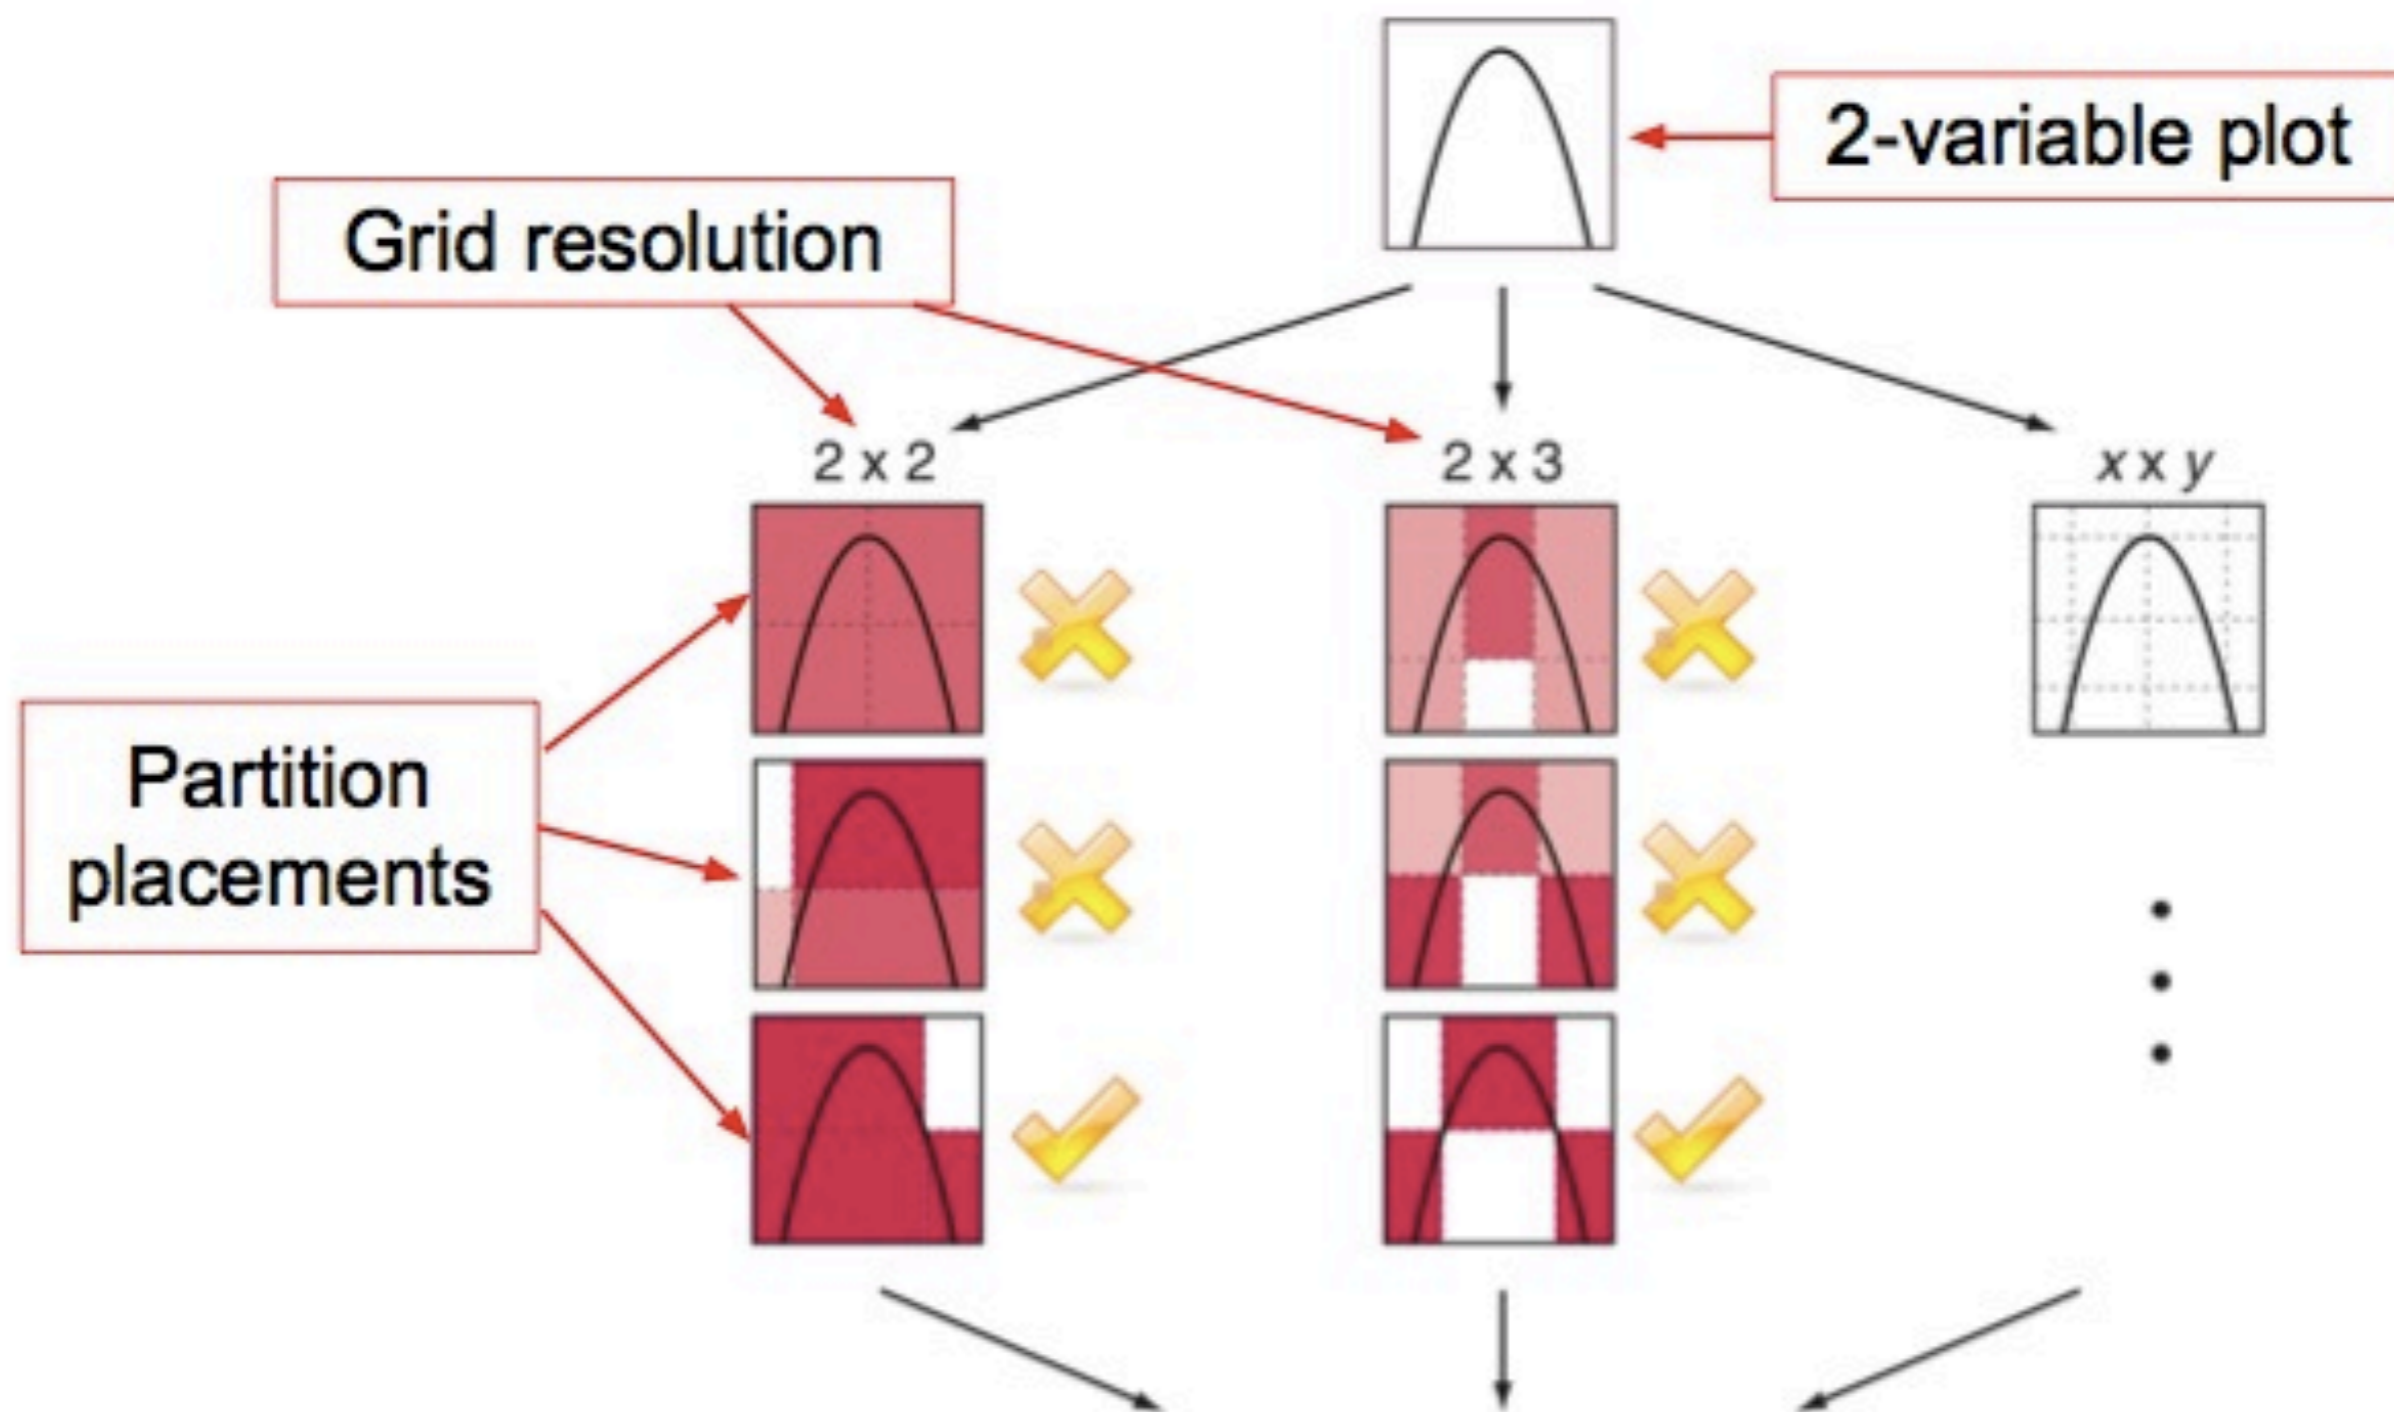 2-variable plot
Grid resolution
2 x 2
2 x 3
x x y
Partition
placements